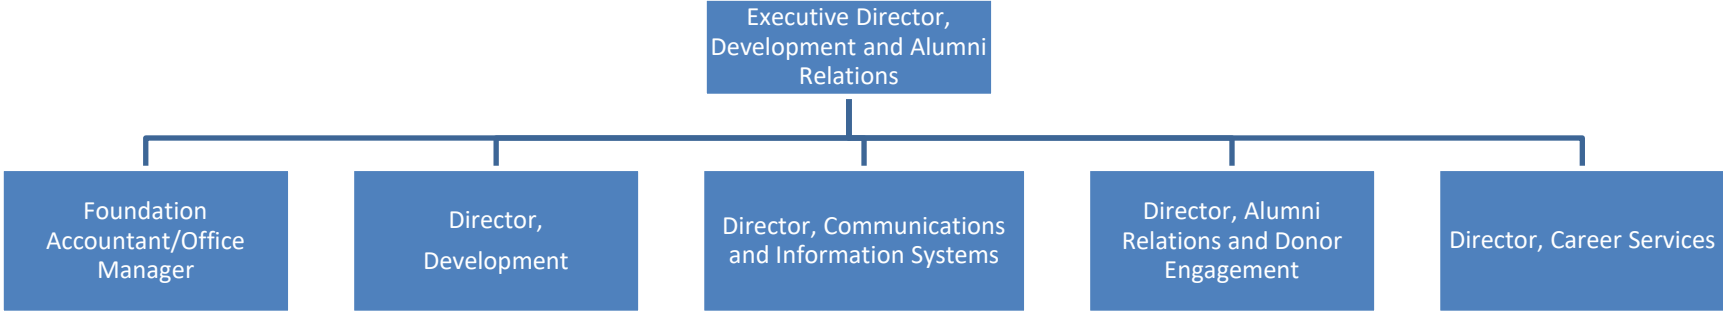 Executive Director,
Development and Alumni
Relations
Foundation
Accountant/Office
Manager
Director,
Development
Director, Communications
and Information Systems
Director, Alumni
Relations and Donor
Engagement
Director, Career Services